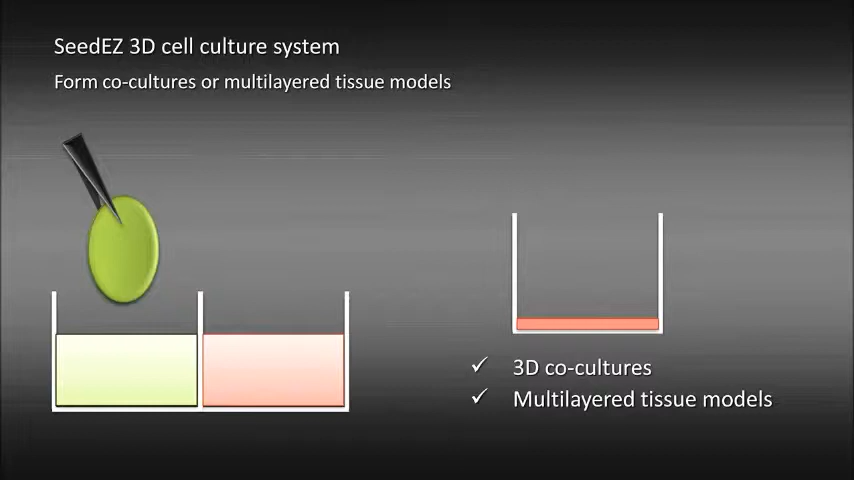 SeedEZ 3D cell culture system
Form co-cultures or multilayered tissue models
✓ 3D co-cultures
✓ Multilayered tissue models